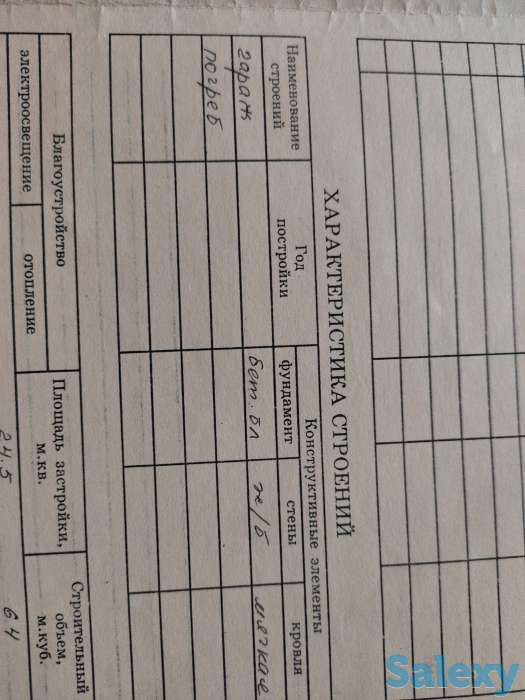 ХАРАКТЕРИСТИКА СТРОЕНИЙ
Наименование строений
Год постройки
Конструктивные элементы
фундамент
стены
кровля
гараж
бет. бл
ж/б
мягкая
погреб
Благоустройство
Площадь застройки, м.кв.
Строительный объем, м.куб.
электроосвещение
отопление
24.5
64
Salexy